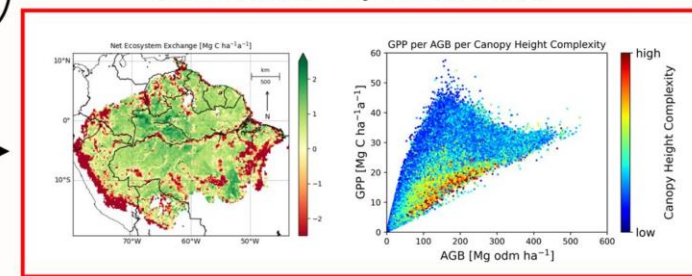 Net Ecosystem Exchange [Mg C ha⁻¹a⁻¹]
10°N
0°
10°S
70°W 60°W 50°W
km
500
N
2
1
0
−1
−2
GPP per AGB per Canopy Height Complexity
GPP [Mg C ha⁻¹a⁻¹]
60
50
40
30
20
10
0
0 100 200 300 400 500 600
AGB [Mg odm ha⁻¹]
high
low
Canopy Height Complexity